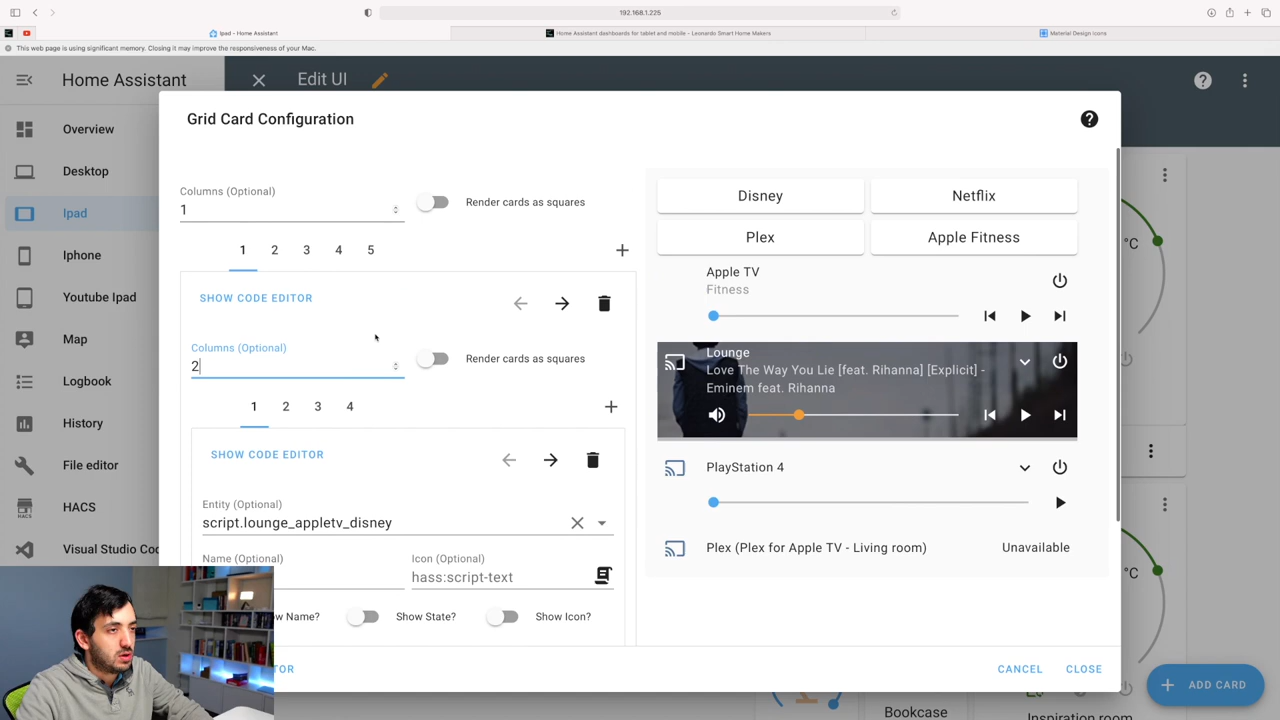 192.168.1.225
Ipad - Home Assistant
Home Assistant dashboards for tablet and mobile - Leonardo Smart Home Makers
Material Design Icons
This web page is using significant memory. Closing it may improve the responsiveness of your Mac.
Home Assistant
Edit UI
Overview
Desktop
Ipad
Iphone
Youtube Ipad
Map
Logbook
History
File editor
HACS
HACS
Visual Studio Cod
Grid Card Configuration
Columns (Optional)
1
Render cards as squares
1 2 3 4 5
SHOW CODE EDITOR
Columns (Optional)
2
Render cards as squares
1 2 3 4
SHOW CODE EDITOR
Entity (Optional)
script.lounge_appletv_disney
Name (Optional)
Icon (Optional)
hass:script-text
w Name?
Show State?
Show Icon?
Disney
Netflix
Plex
Apple Fitness
Apple TV
Fitness
Lounge
Love The Way You Lie [feat. Rihanna] [Explicit] -
Eminem feat. Rihanna
PlayStation 4
Plex (Plex for Apple TV - Living room)
Unavailable
TOR
CANCEL
CLOSE
°C
°C
ADD CARD
Bookcase
Inspiration room